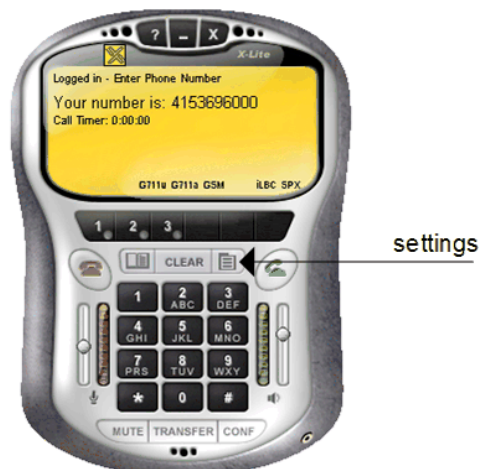 ? – X
X-Lite
Logged in - Enter Phone Number
Your number is: 4153696000
Call Timer: 0:00:00
G711u G711a GSM iLBC SPX
1 2 3
CLEAR
settings
1 2 ABC 3 DEF
4 GHI 5 JKL 6 MNO
7 PRS 8 TUV 9 WXY
* 0 #
MUTE TRANSFER CONF